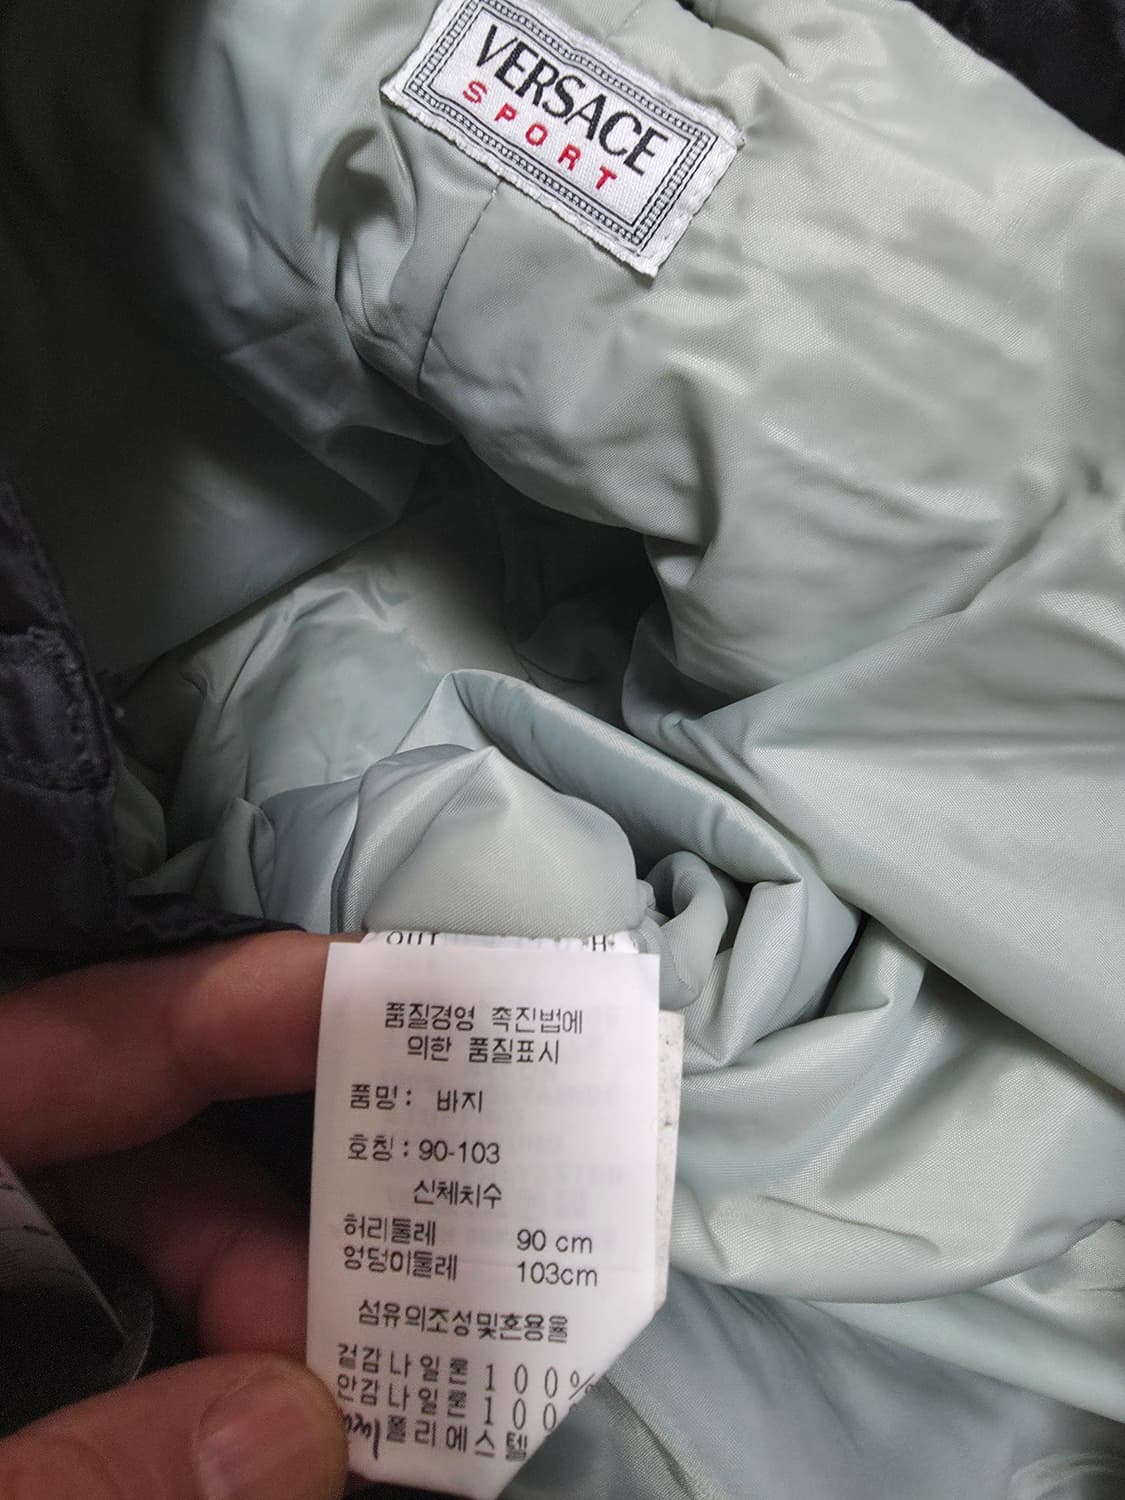 VERSACE
SPORT
OUT
품질경영 촉진법에
의한 품질표시
품명: 바지
호칭: 90-103
신체치수
허리둘레 90 cm
엉덩이둘레 103cm
섬유의조성및혼용율
겉감 나일론 100%
안감 나일론 100%
폴리에스텔